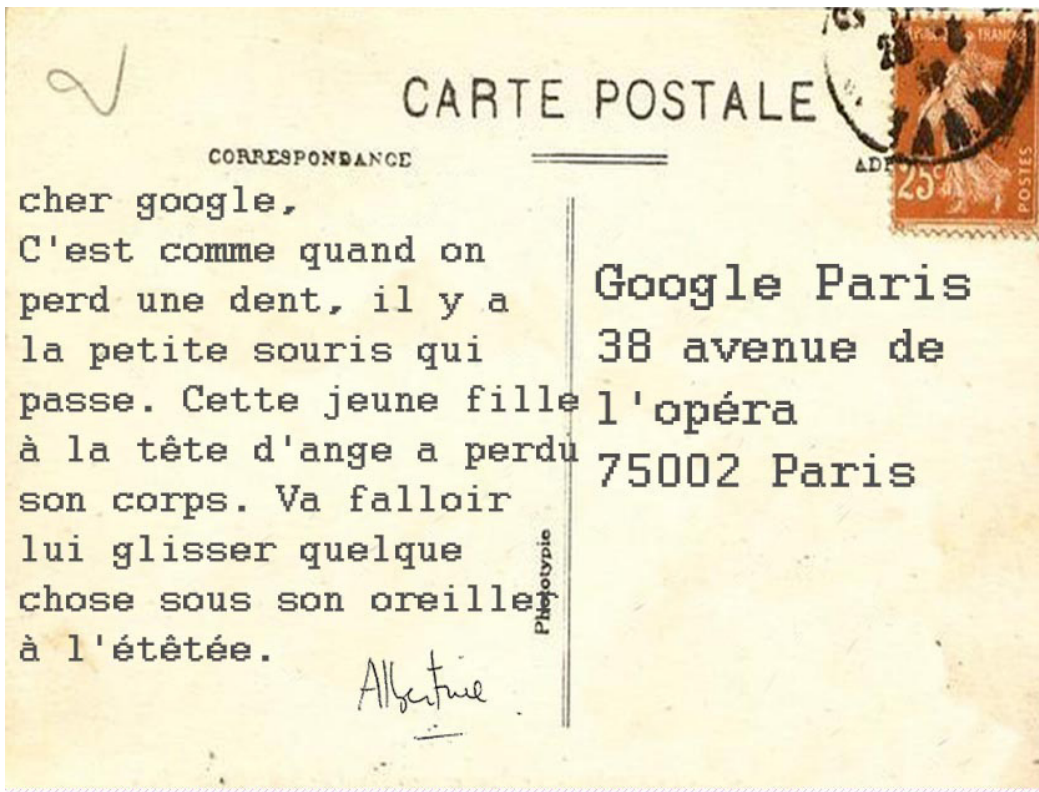 CARTE POSTALE
CORRESPONDANCE
cher google,
C'est comme quand on
perd une dent, il y a
la petite souris qui
passe. Cette jeune fille
à la tête d'ange a perdu
son corps. Va falloir
lui glisser quelque
chose sous son oreiller
à l'étêtée.
Albertine
Phototypie
25c
POSTES
Google Paris
38 avenue de
l'opéra
75002 Paris